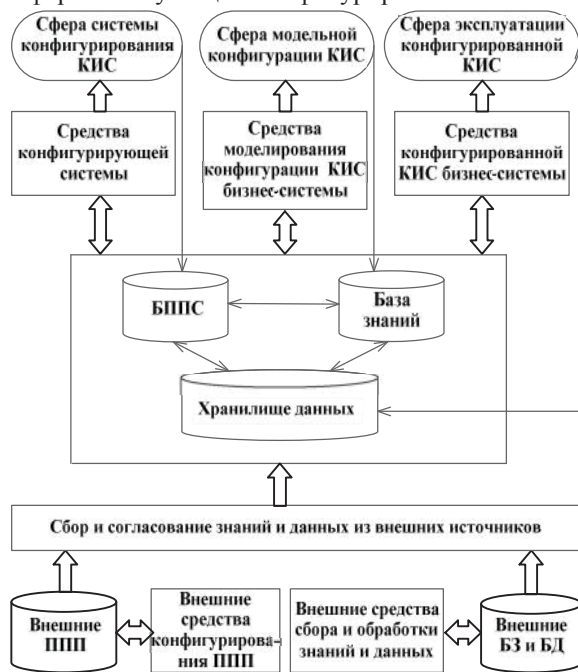 Сфера системы
конфигурирования
КИС
Сфера модельной
конфигурации КИС
Сфера эксплуатации
конфигурированной
КИС
Средства
конфигурирующей
системы
Средства
моделирования
конфигурации КИС
бизнес-системы
Средства
конфигурированной
КИС бизнес-системы
БППС
База
знаний
Хранилище данных
Сбор и согласование знаний и данных из внешних источников
Внешние
ППП
Внешние
средства
конфигурирова-
ния ППП
Внешние средства
сбора и обработки
знаний и данных
Внешние
БЗ и БД